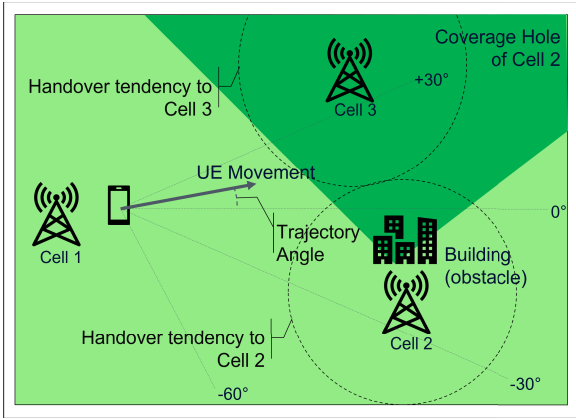 Coverage Hole
of Cell 2
Handover tendency to
Cell 3
+30°
Cell 3
UE Movement
0°
Trajectory
Angle
Cell 1
Building
(obstacle)
Handover tendency to
Cell 2
Cell 2
-30°
-60°